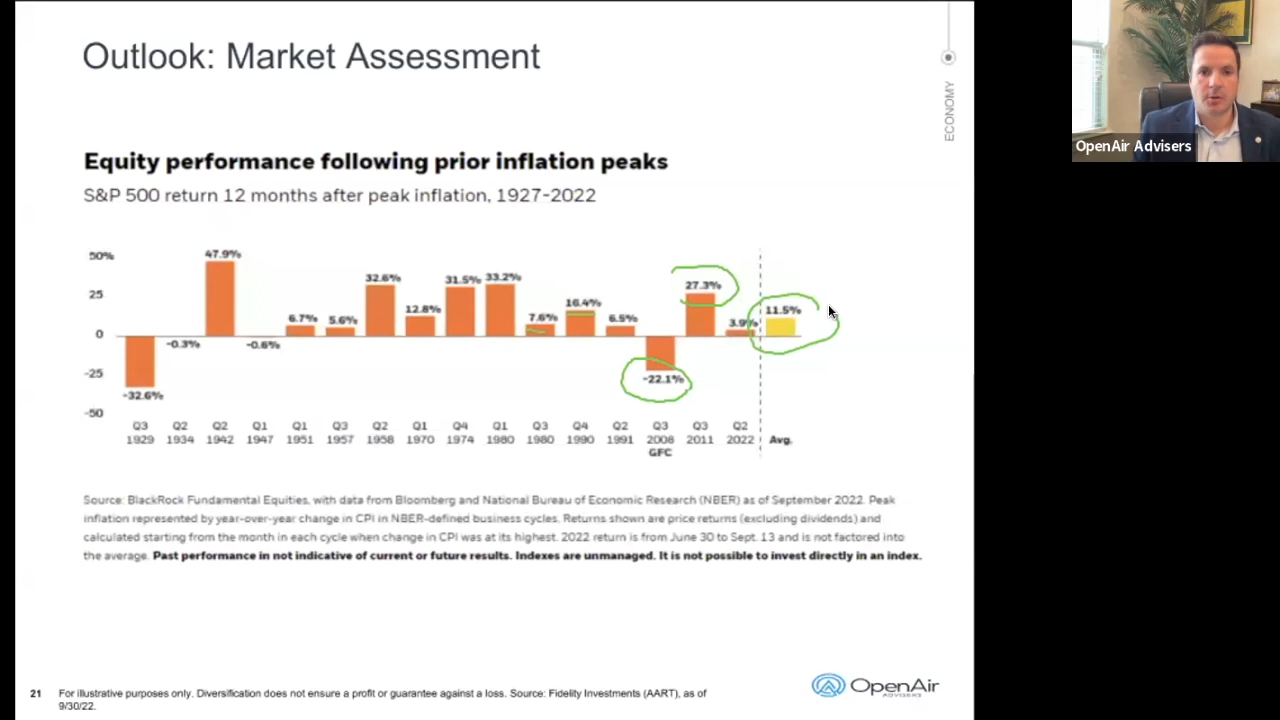 Outlook: Market Assessment
ECONOMY
OpenAir Advisers
Equity performance following prior inflation peaks
S&P 500 return 12 months after peak inflation, 1927-2022
50%
25
0
-25
-50
-32.6%
-0.3%
47.9%
-0.6%
6.7%
5.6%
32.6%
12.8%
31.5%
33.2%
7.6%
16.4%
6.5%
-22.1%
27.3%
3.9%
11.5%
Q3 Q2 Q2 Q1 Q1 Q3 Q2 Q1 Q4 Q1 Q3 Q4 Q2 Q3 Q3 Q2
1929 1934 1942 1947 1951 1957 1958 1970 1974 1980 1980 1990 1991 2008 2011 2022 Avg.
GFC
Source: BlackRock Fundamental Equities, with data from Bloomberg and National Bureau of Economic Research (NBER) as of September 2022. Peak
inflation represented by year-over-year change in CPI in NBER-defined business cycles. Returns shown are price returns (excluding dividends) and
calculated starting from the month in each cycle when change in CPI was at its highest. 2022 return is from June 30 to Sept. 13 and is not factored into
the average. Past performance in not indicative of current or future results. Indexes are unmanaged. It is not possible to invest directly in an index.
21
For illustrative purposes only. Diversification does not ensure a profit or guarantee against a loss. Source: Fidelity Investments (AART), as of
9/30/22.
OpenAir
ADVISERS